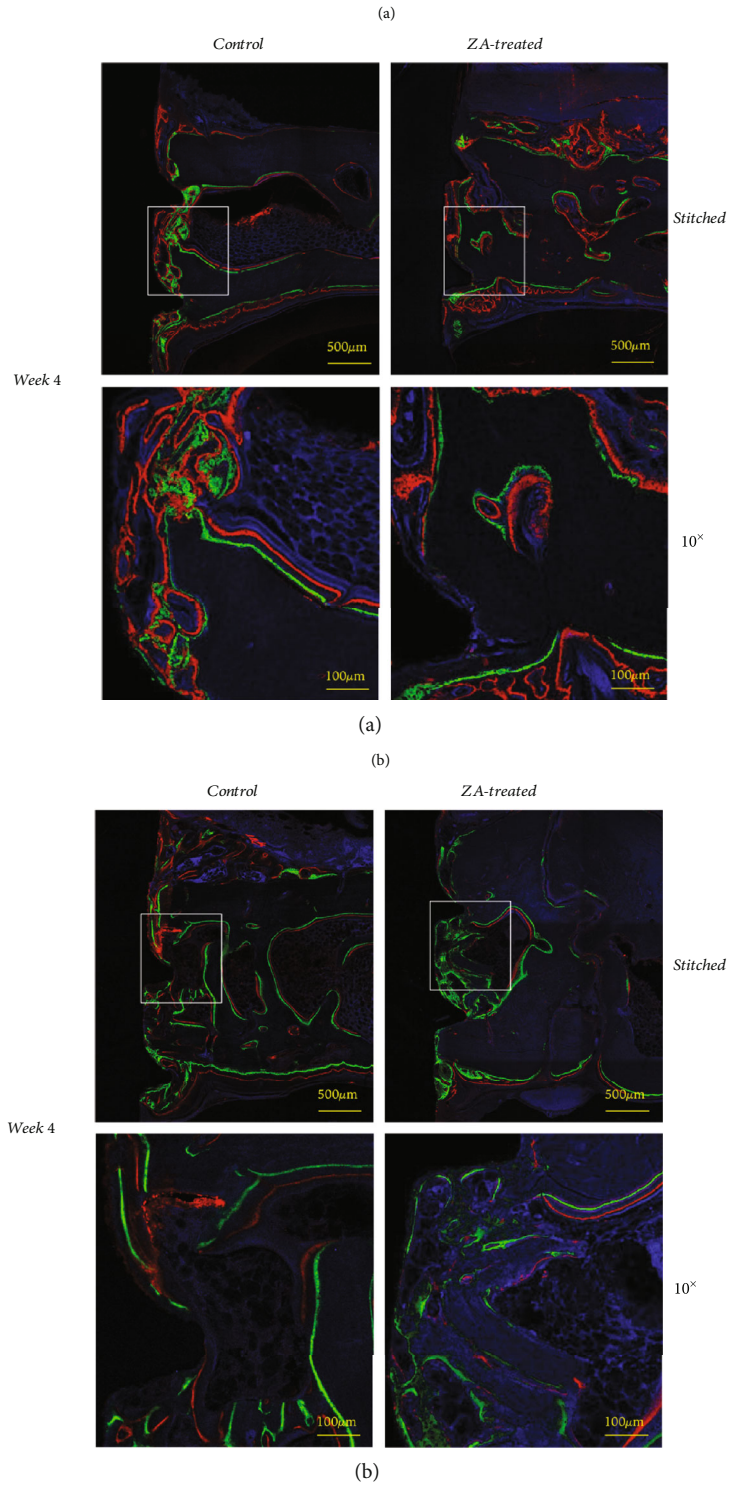 (a)
Control ZA-treated
500μm 500μm
Stitched
Week 4
100μm 100μm
10×
(a)
(b)
Control ZA-treated
500μm 500μm
Stitched
Week 4
100μm 100μm
10×
(b)